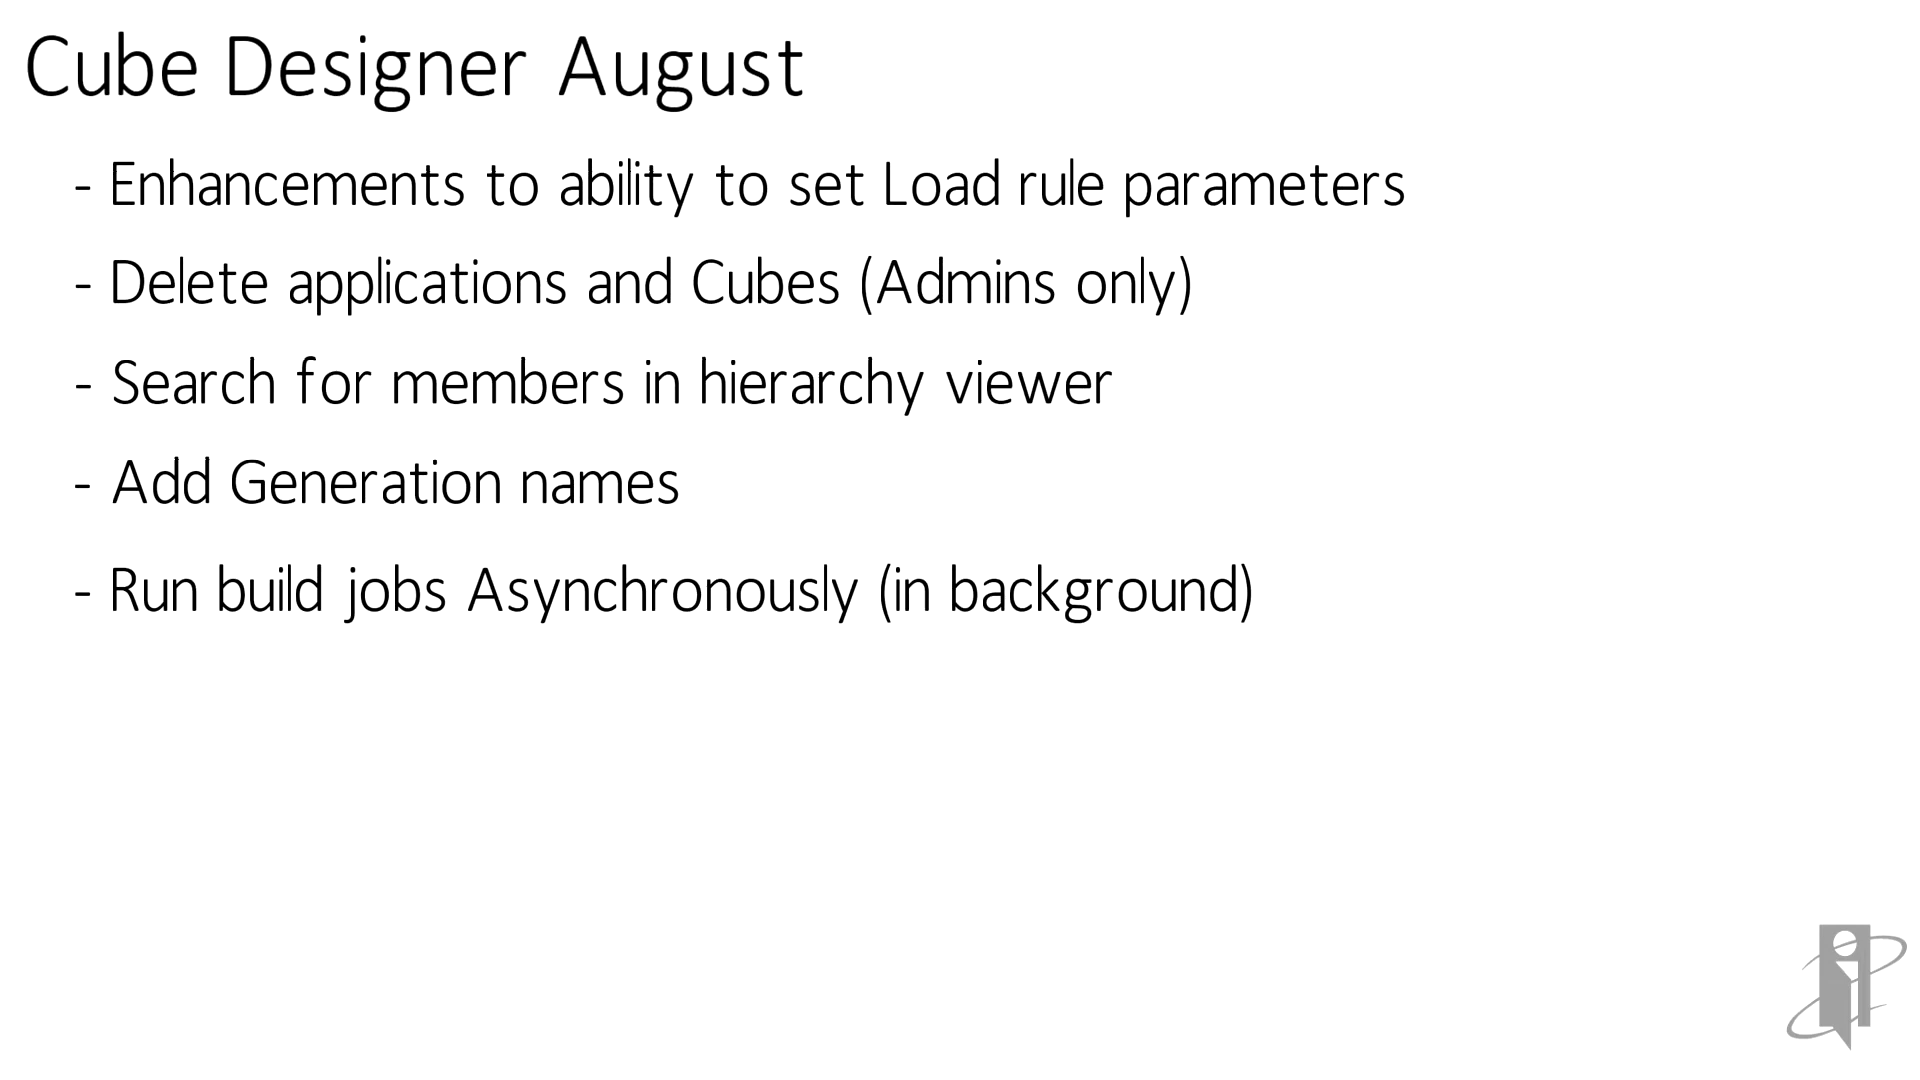 Cube Designer August
- Enhancements to ability to set Load rule parameters
- Delete applications and Cubes (Admins only)
- Search for members in hierarchy viewer
- Add Generation names
- Run build jobs Asynchronously (in background)